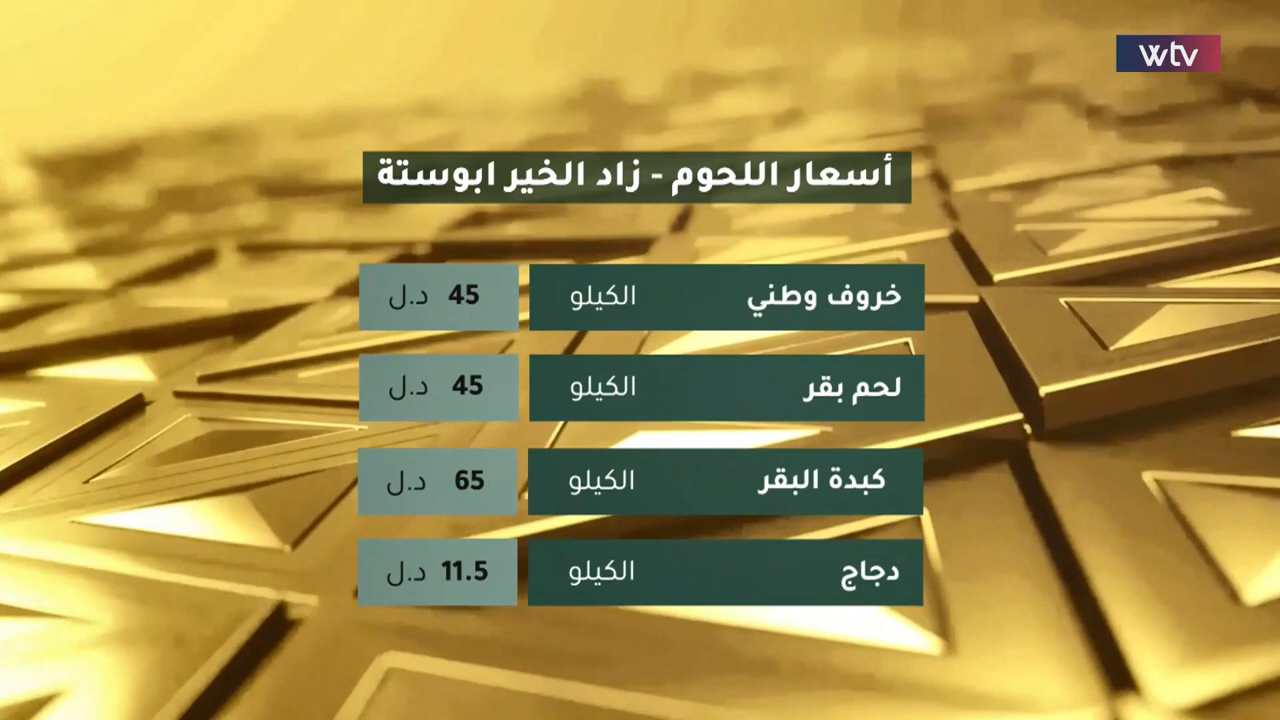 wtv
أسعار اللحوم - زاد الخير ابوستة
خروف وطني الكيلو 45 د.ل
لحم بقر الكيلو 45 د.ل
كبدة البقر الكيلو 65 د.ل
دجاج الكيلو 11.5 د.ل